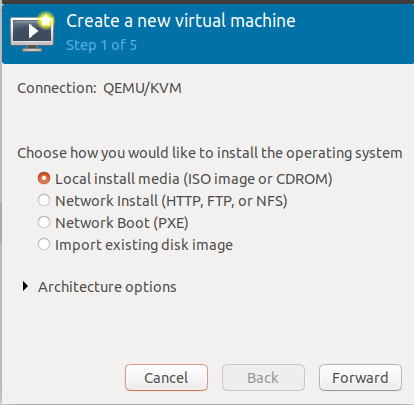 Create a new virtual machine
Step 1 of 5
Connection: QEMU/KVM
Choose how you would like to install the operating system
Local install media (ISO image or CDROM)
Network Install (HTTP, FTP, or NFS)
Network Boot (PXE)
Import existing disk image
Architecture options
Cancel Back Forward